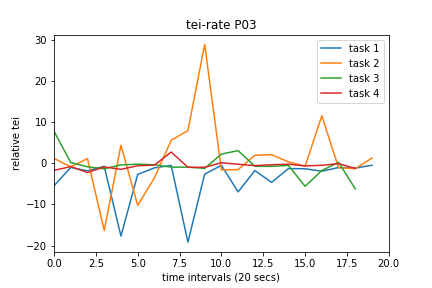 tei-rate P03
30
20
10
0
−10
−20
relative tei
task 1
task 2
task 3
task 4
0.0 2.5 5.0 7.5 10.0 12.5 15.0 17.5 20.0
time intervals (20 secs)